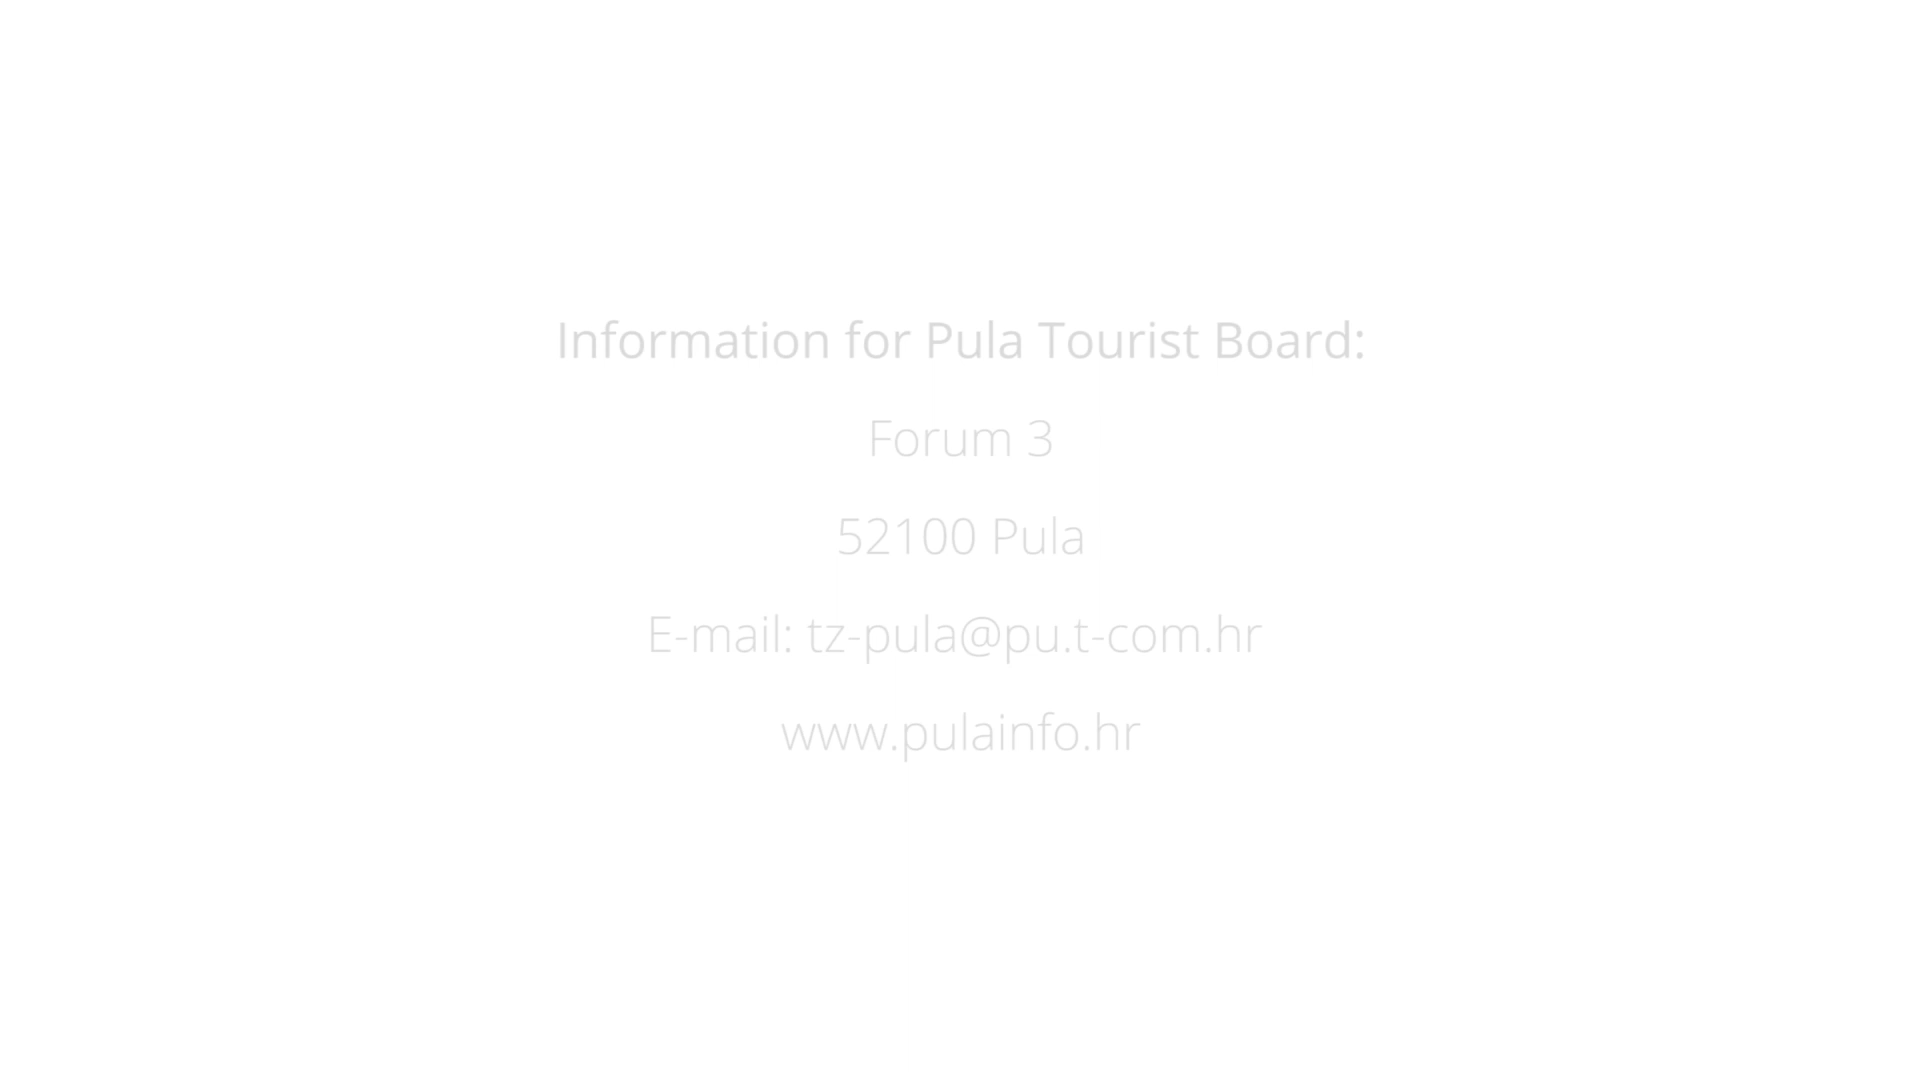 Information for Pula Tourist Board:
Forum 3
52100 Pula
E-mail: tz-pula@pu.t-com.hr
www.pulainfo.hr